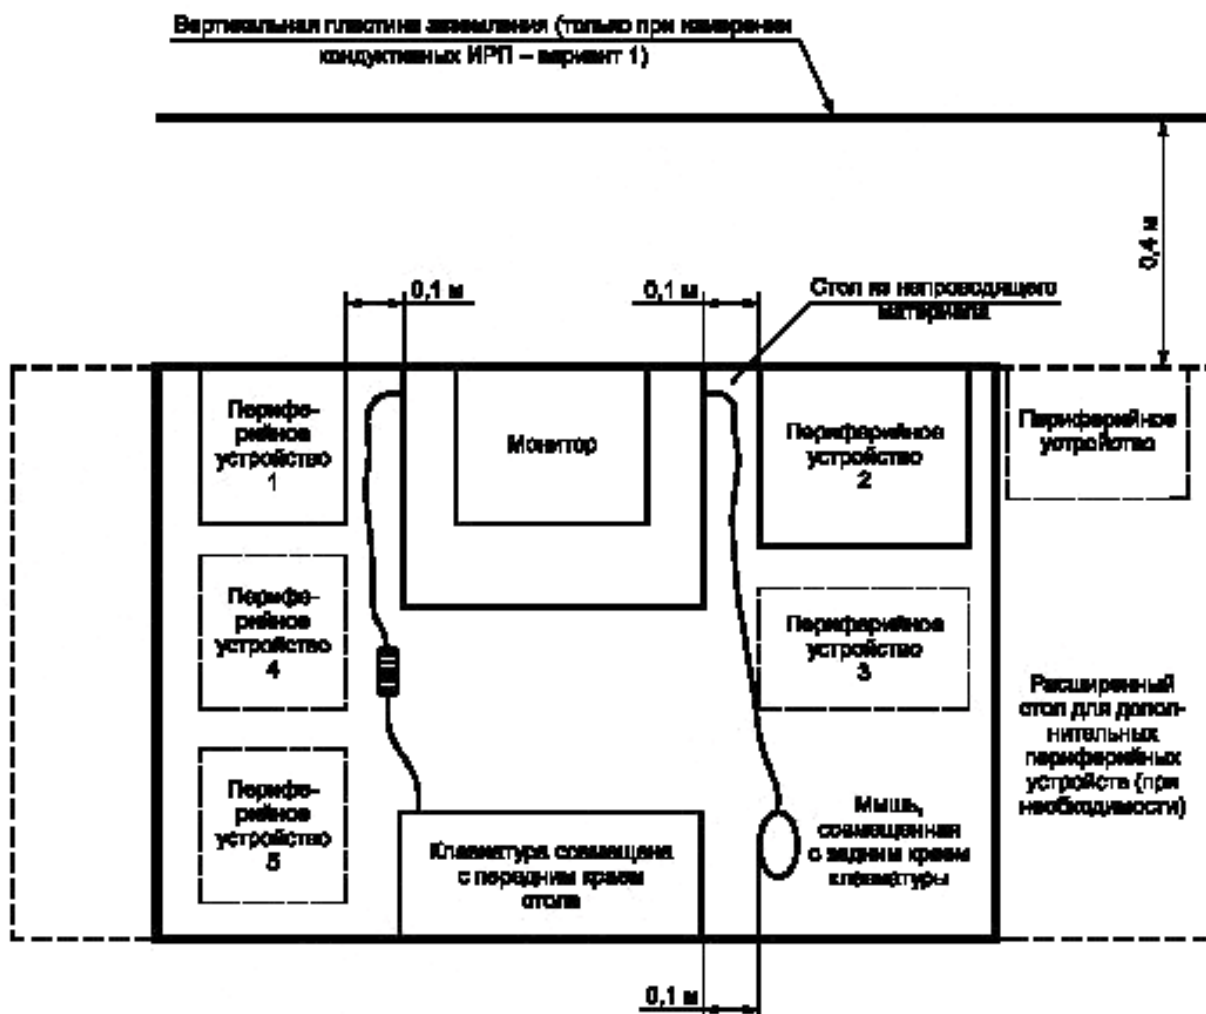 Вертикальная пластина заземления (только при измерении
кондуктивных ИРП – вариант 1)
0,4 м
0,1 м
0,1 м
Стол из непроводящего
материала
Перифе-
рийное
устройство
1
Монитор
Периферийное
устройство
2
Периферийное
устройство
Перифе-
рийное
устройство
4
Периферийное
устройство
3
Расширенный
стол для допол-
нительных
периферийных
устройств (при
необходимости)
Перифе-
рийное
устройство
5
Клавиатура совмещена
с передним краем
стола
Мышь,
совмещенная
с задним краем
клавиатуры
0,1 м